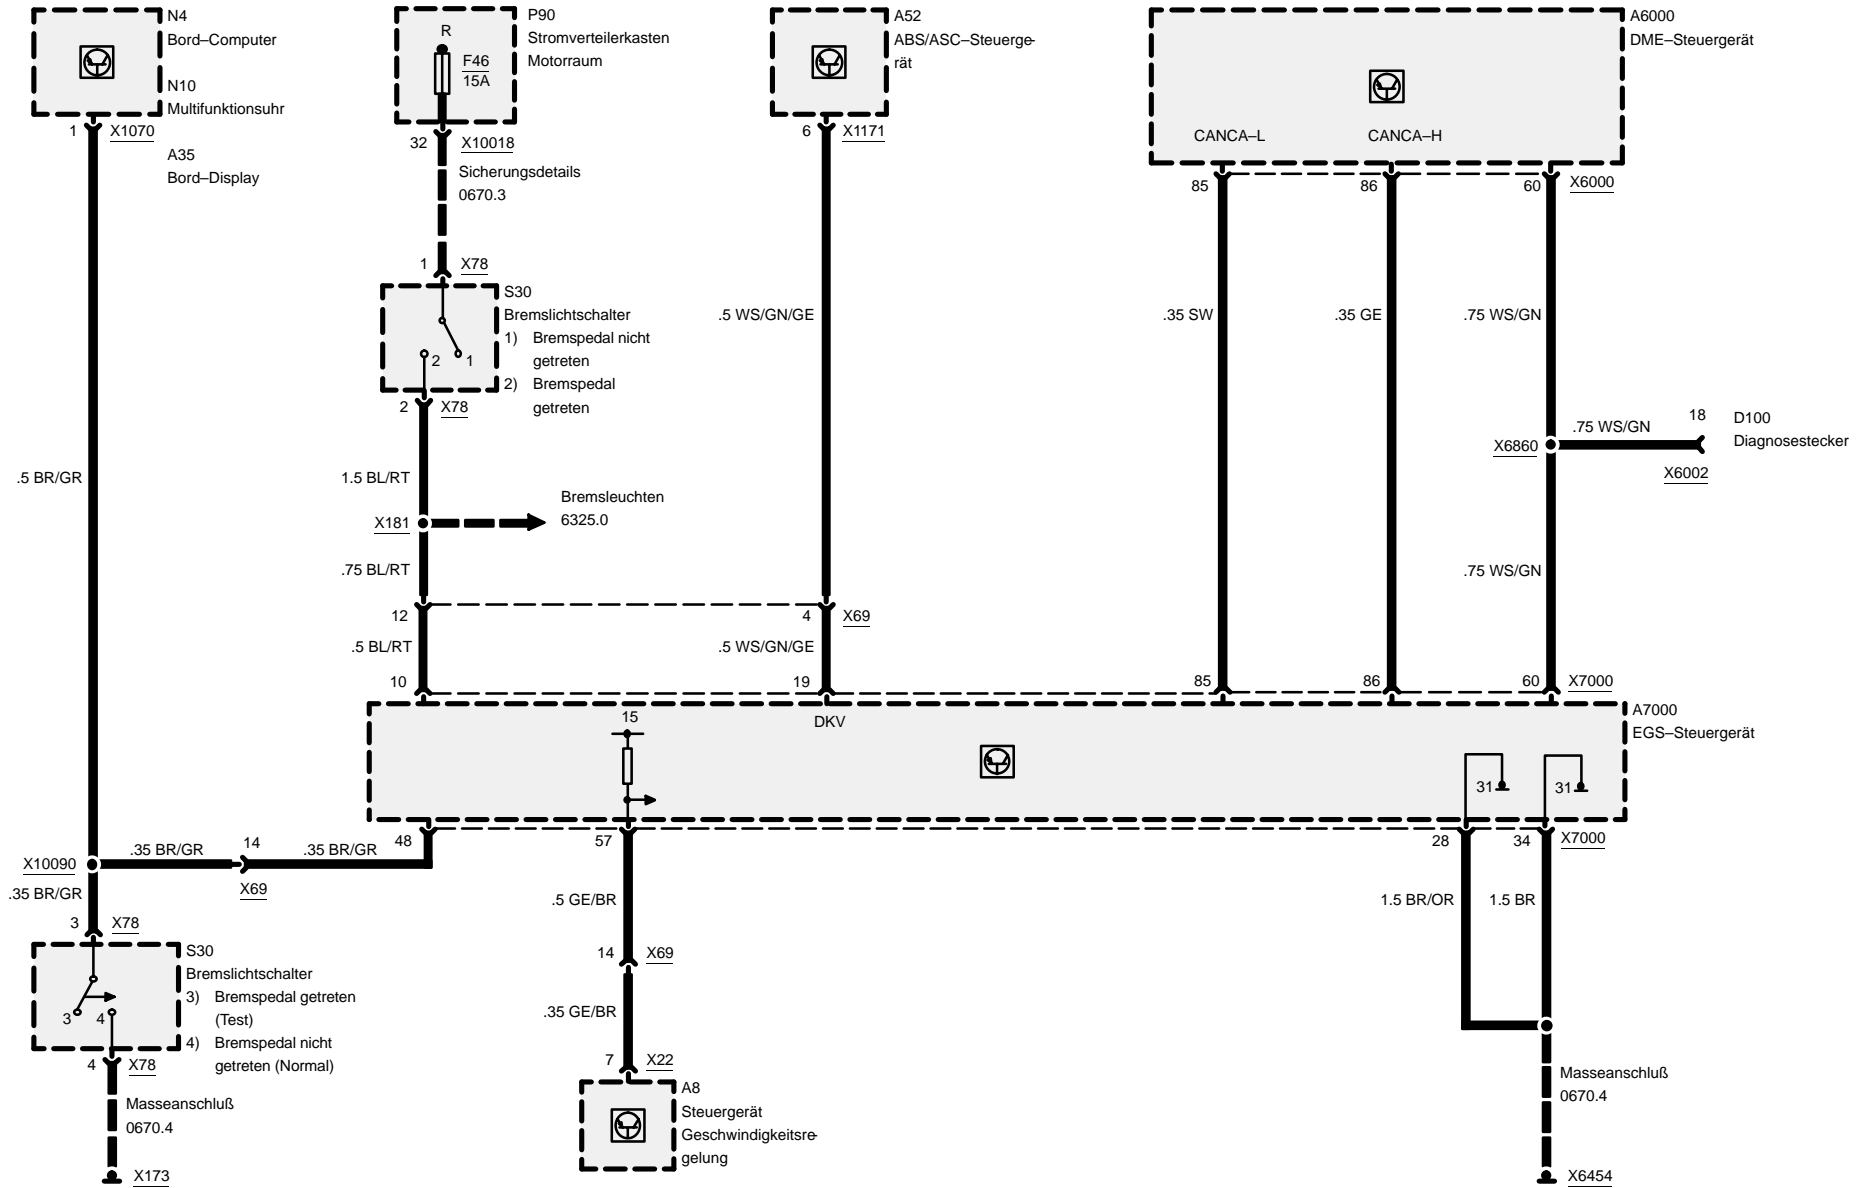 N4
Bord–Computer
N10
Multifunktionsuhr
1 X1070
A35
Bord–Display
P90
Stromverteilerkasten
Motorraum
R
F46
15A
32 X10018
Sicherungsdetails
0670.3
A52
ABS/ASC–Steuerge-
rät
6 X1171
A6000
DME–Steuergerät
CANCA–L CANCA–H
85 86 60 X6000
1 X78
S30
Bremslichtschalter
1) Bremspedal nicht
getreten
2) Bremspedal
getreten
2 1
2 X78
.5 WS/GN/GE
.35 SW .35 GE .75 WS/GN
.75 WS/GN 18 D100
Diagnosestecker
X6860
X6002
.5 BR/GR
1.5 BL/RT
Bremsleuchten
6325.0
X181
.75 BL/RT
.75 WS/GN
12 4 X69
.5 BL/RT .5 WS/GN/GE
10 19 85 86 60 X7000
A7000
EGS–Steuergerät
15 DKV
31 31
48 57 28 34 X7000
.35 BR/GR 14 .35 BR/GR
X10090
X69
.35 BR/GR
3 X78
S30
Bremslichtschalter
3) Bremspedal getreten
(Test)
4) Bremspedal nicht
getreten (Normal)
3 4
4 X78
Masseanschluß
0670.4
X173
.5 GE/BR
14 X69
.35 GE/BR
7 X22
A8
Steuergerät
Geschwindigkeitsre-
gelung
1.5 BR/OR 1.5 BR
Masseanschluß
0670.4
X6454